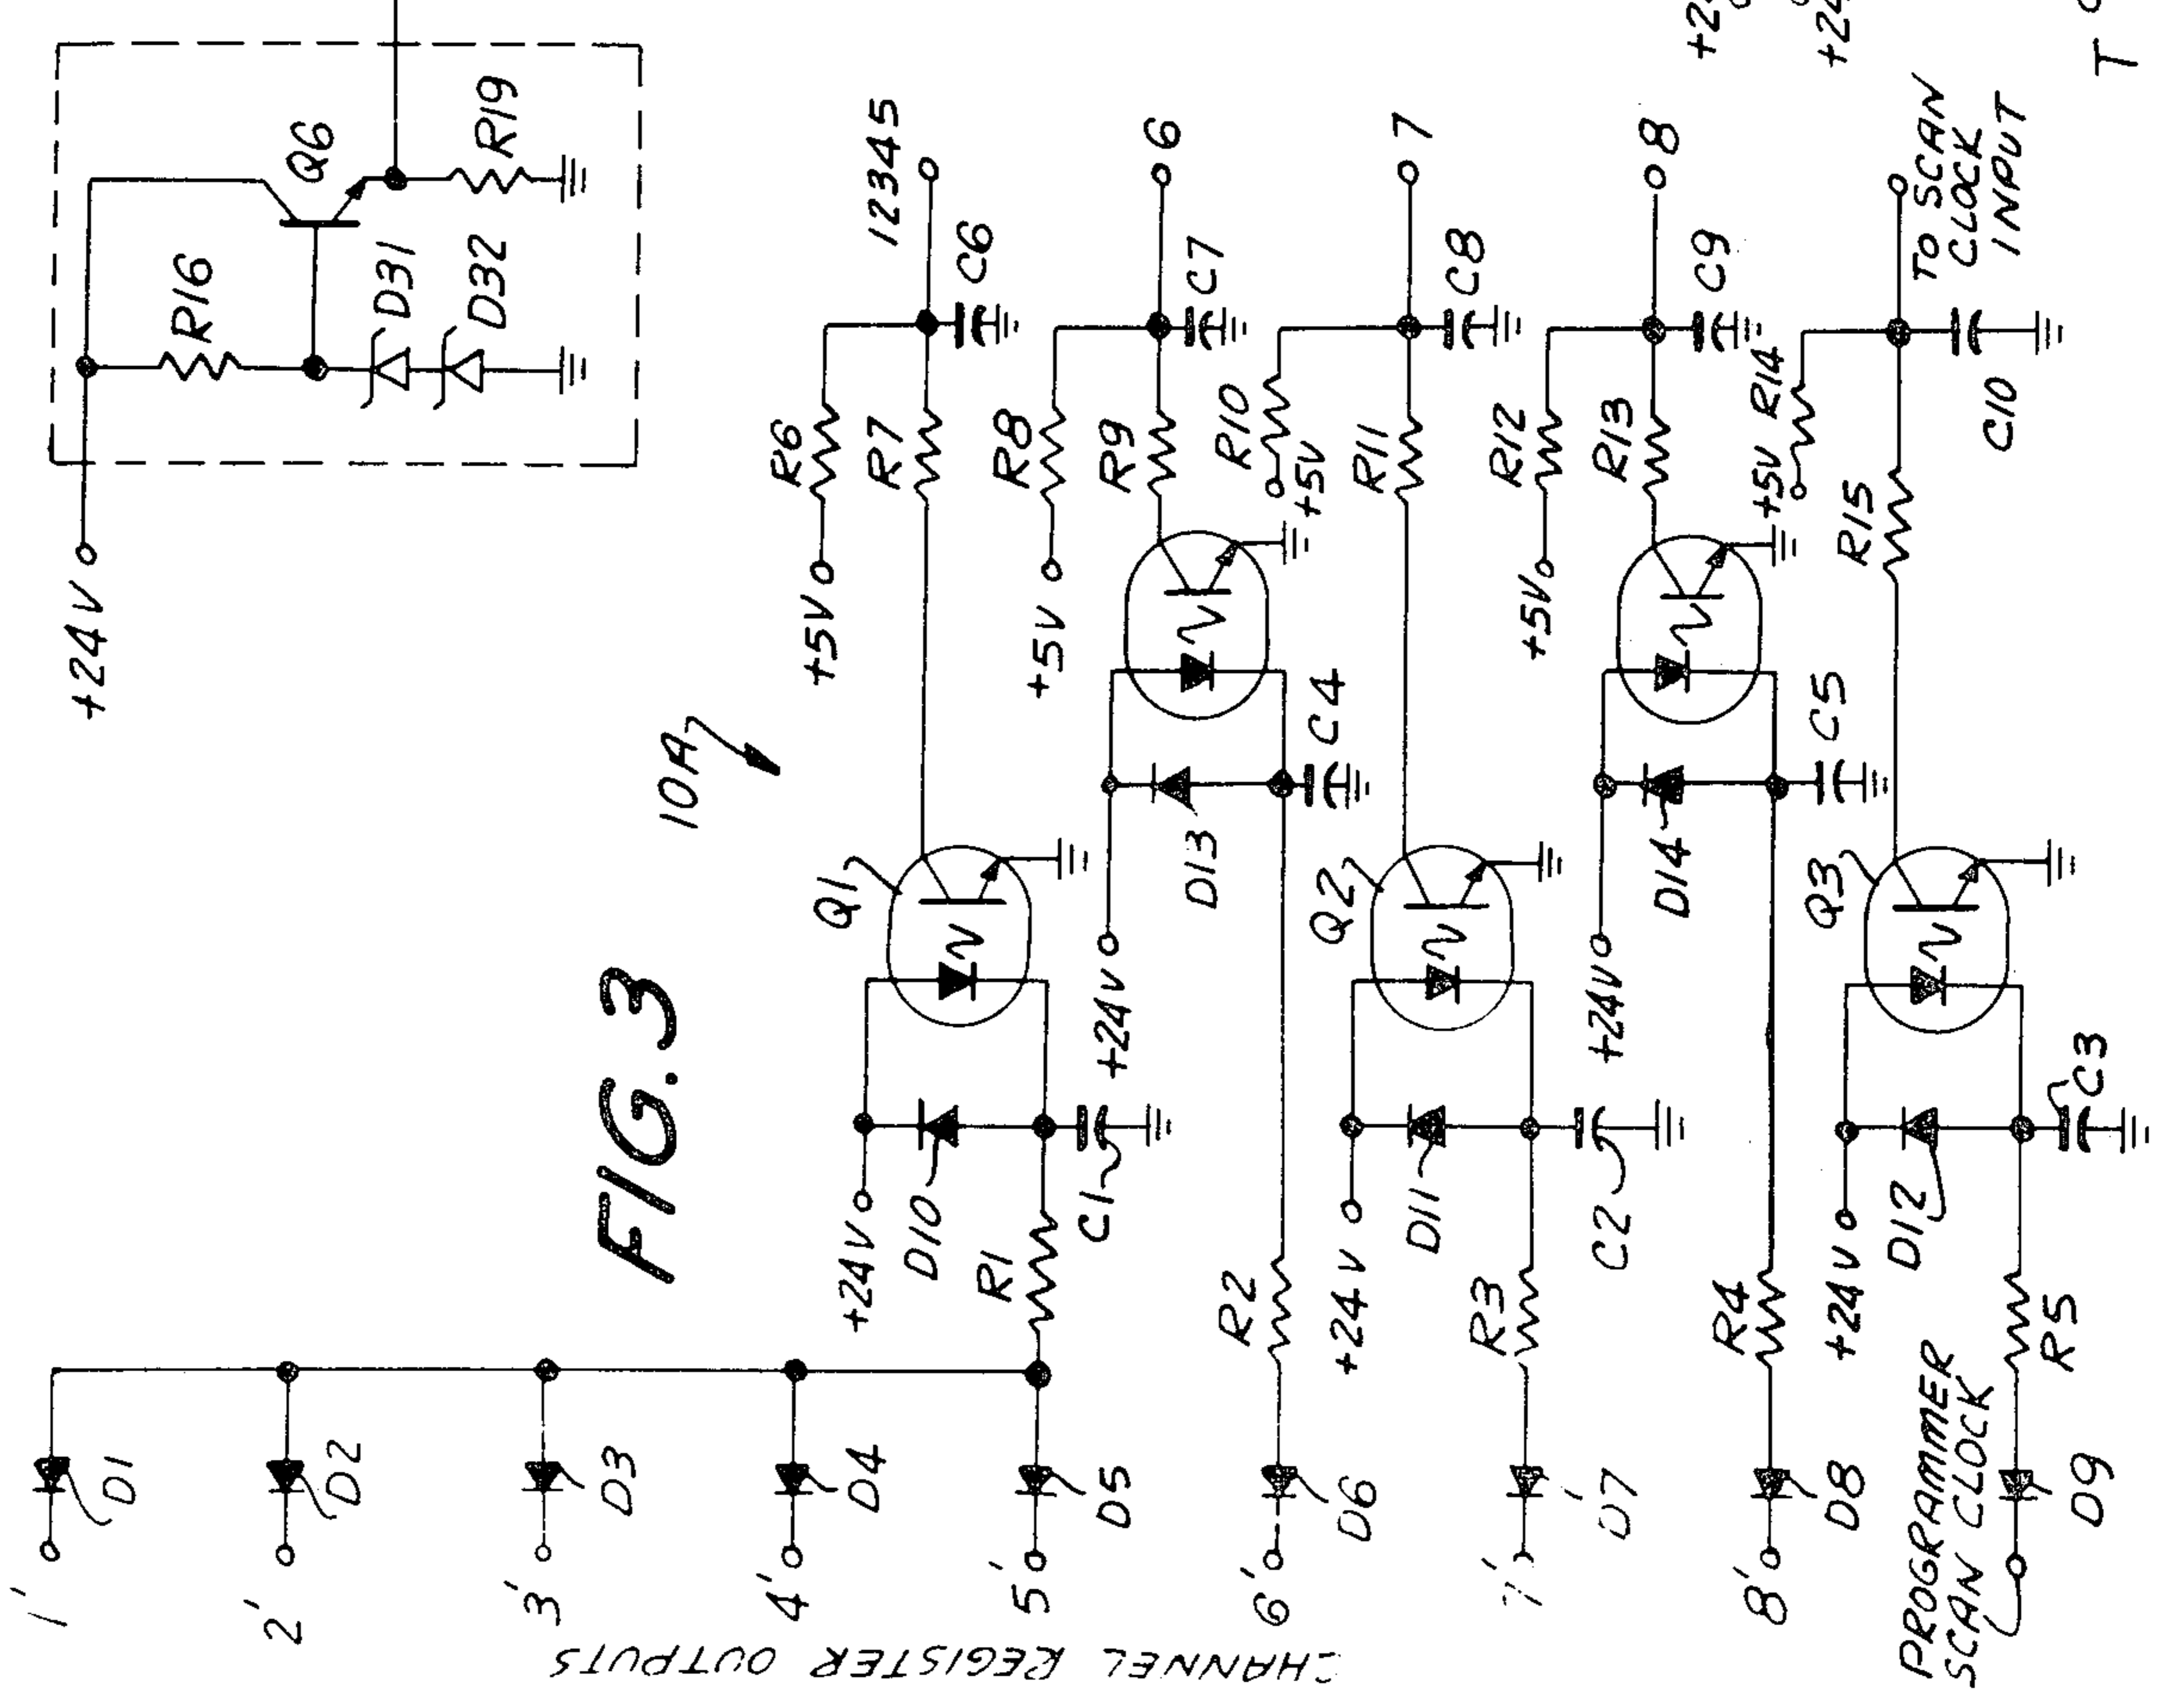 FIG. 3
10A
+24V
R16
Q6
D31
D32
R19
1'
D1
2'
D2
3'
D3
4'
D4
5'
D5
CHANNEL REGISTER OUTPUTS
+24V
D10
R1
C1
Q1
+5V
R6
R7
12345
C6
6'
D6
R2
+24V
D13
C4
+5V
R8
R9
6
C7
7'
D7
R3
+24V
D11
C2
Q2
+5V
R10
R11
7
C8
8'
D8
R4
+24V
D14
C5
+5V
R12
R13
8
C9
PROGRAMMER
SCAN CLOCK
D9
R5
+24V
D12
C3
Q3
+5V
R14
R15
C10
TO SCAN
CLOCK
INPUT
T